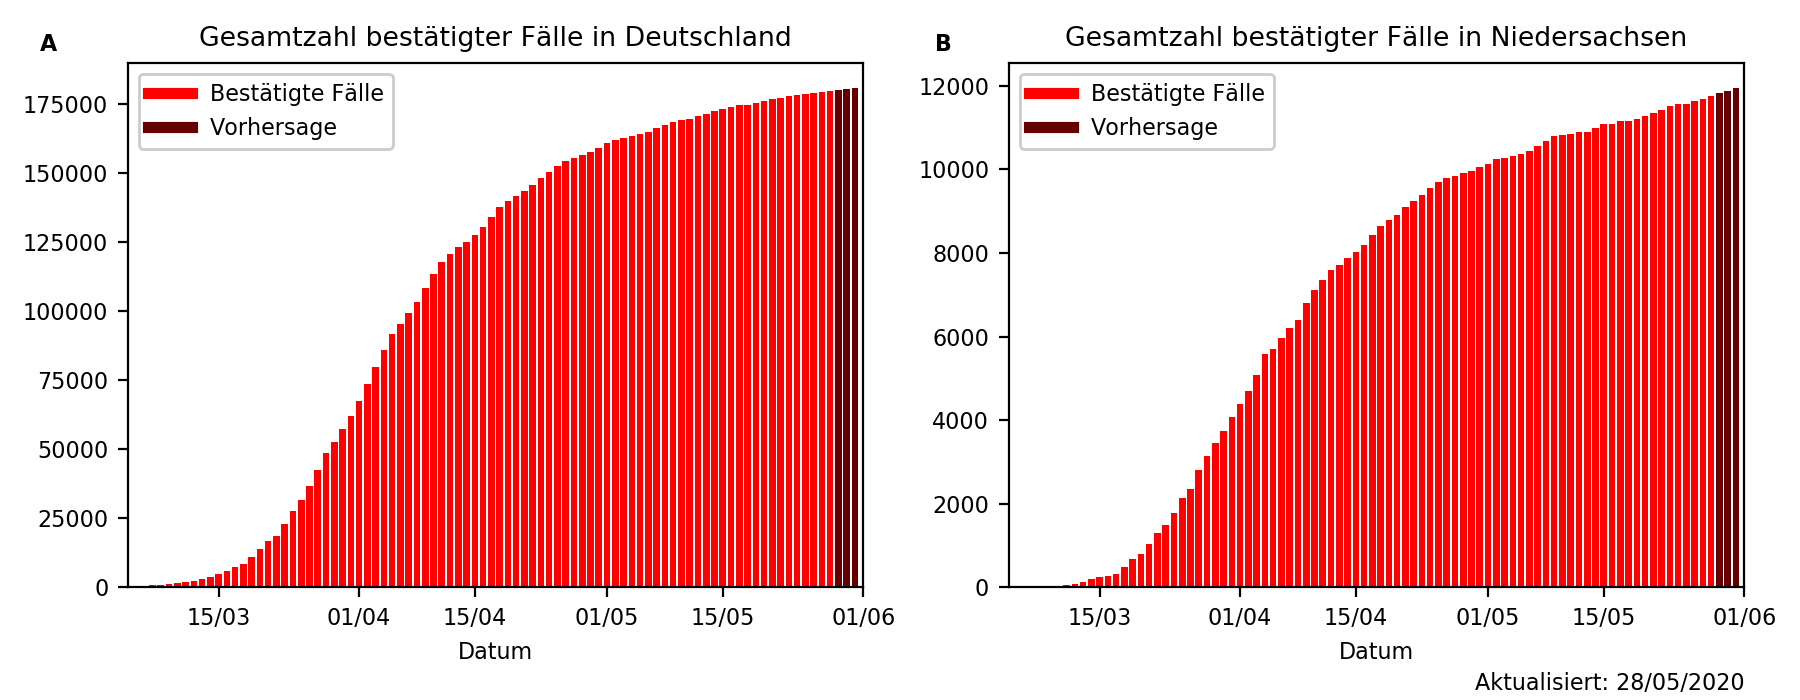 A
Gesamtzahl bestätigter Fälle in Deutschland
Bestätigte Fälle
Vorhersage
175000
150000
125000
100000
75000
50000
25000
0
15/03 01/04 15/04 01/05 15/05 01/06
Datum
B
Gesamtzahl bestätigter Fälle in Niedersachsen
Bestätigte Fälle
Vorhersage
12000
10000
8000
6000
4000
2000
0
15/03 01/04 15/04 01/05 15/05 01/06
Datum
Aktualisiert: 28/05/2020